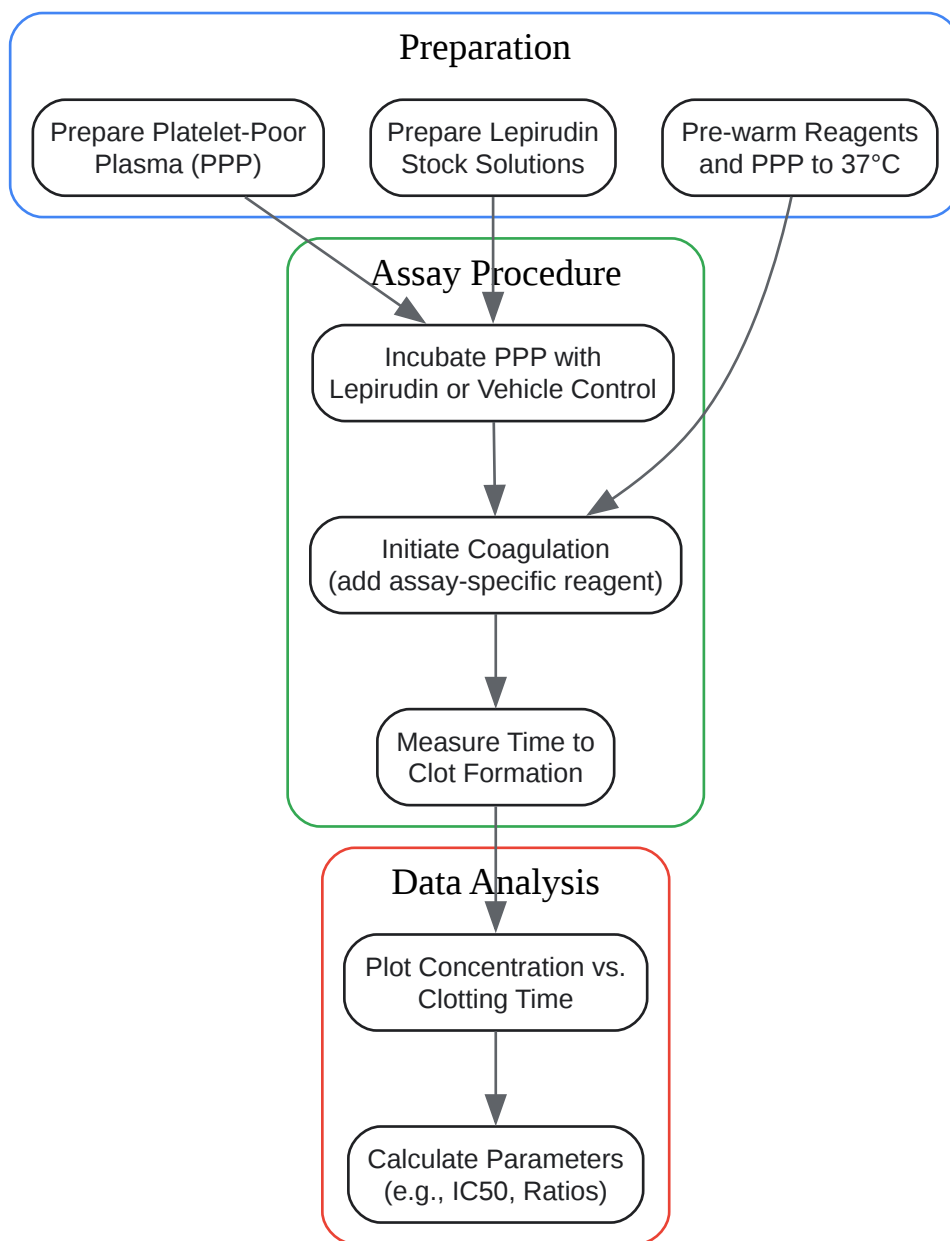 Preparation
Prepare Platelet-Poor
Plasma (PPP)
Prepare Lepirudin
Stock Solutions
Pre-warm Reagents
and PPP to 37°C
Assay Procedure
Incubate PPP with
Lepirudin or Vehicle Control
Initiate Coagulation
(add assay-specific reagent)
Measure Time to
Clot Formation
Data Analysis
Plot Concentration vs.
Clotting Time
Calculate Parameters
(e.g., IC50, Ratios)